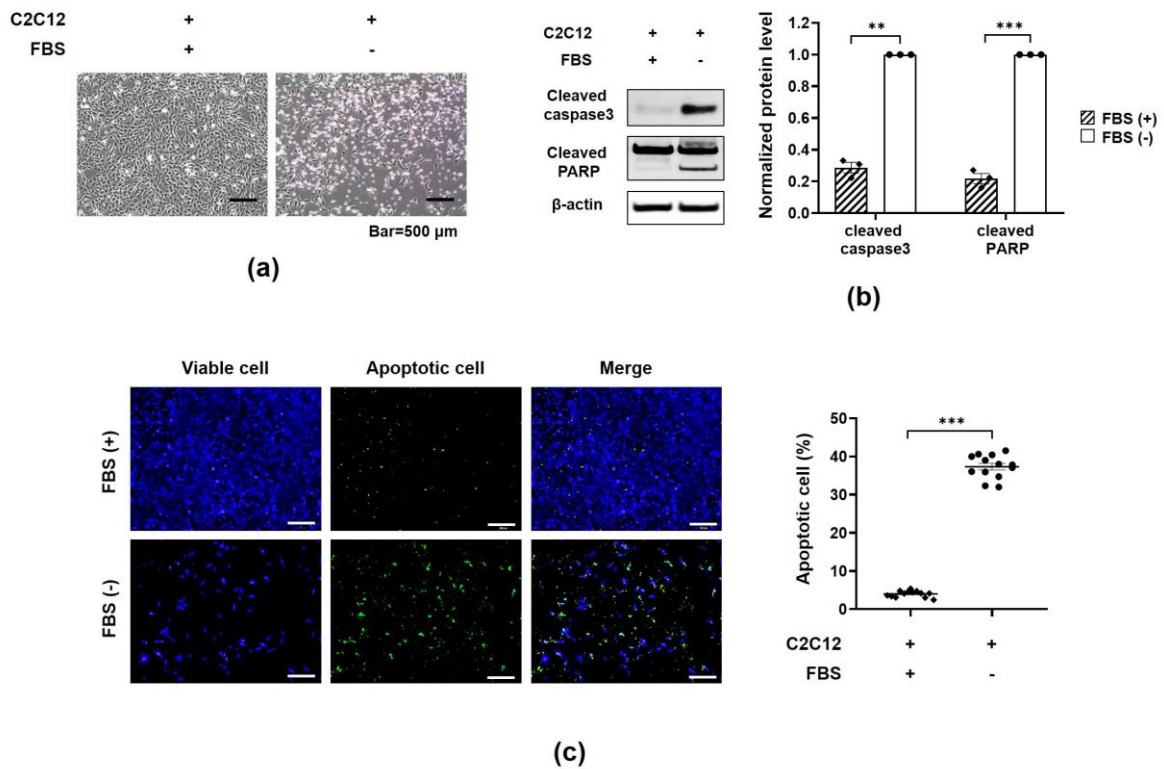 C2C12 + +
FBS + -
Bar=500 μm
(a)
C2C12 + +
FBS + -
Cleaved
caspase3
Cleaved
PARP
β-actin
Normalized protein level
1.2
1.0
0.8
0.6
0.4
0.2
0.0
** ***
cleaved
caspase3
cleaved
PARP
FBS (+)
FBS (-)
(b)
Viable cell Apoptotic cell Merge
FBS (+)
FBS (-)
Apoptotic cell (%)
50
40
30
20
10
0
***
C2C12 + +
FBS + -
(c)